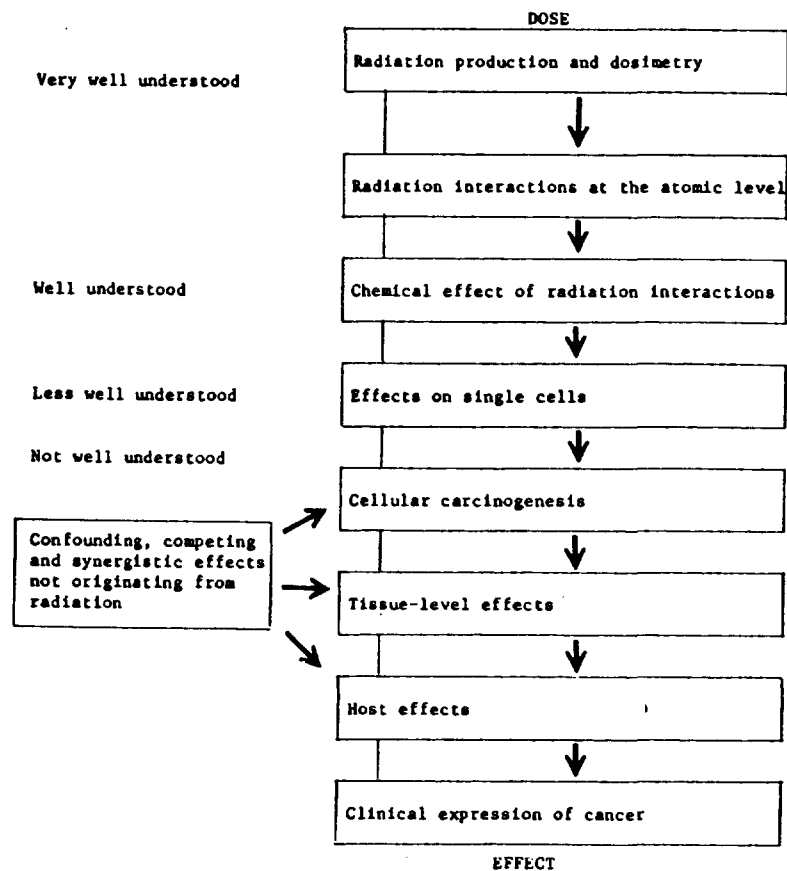 DOSE
Radiation production and dosimetry
Very well understood
Radiation interactions at the atomic level
Well understood
Chemical effect of radiation interactions
Less well understood
Effects on single cells
Not well understood
Cellular carcinogenesis
Confounding, competing
and synergistic effects
not originating from
radiation
Tissue-level effects
Host effects
Clinical expression of cancer
EFFECT